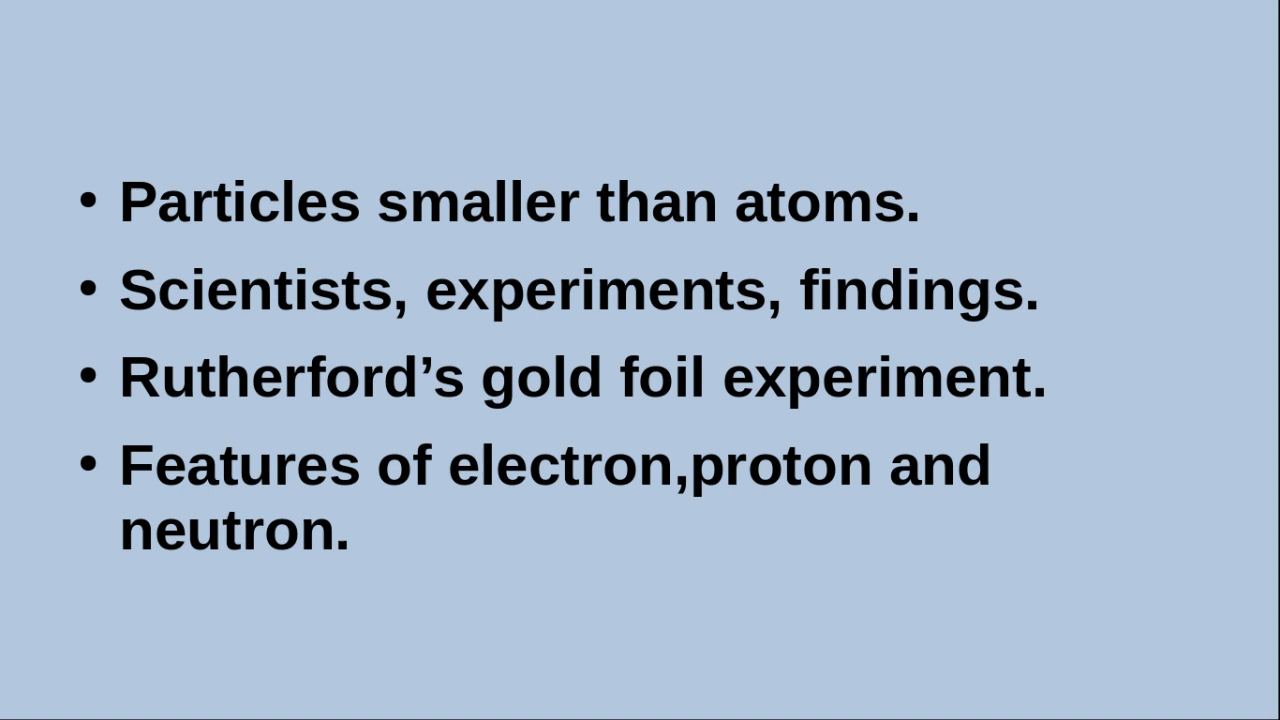 • Particles smaller than atoms.
• Scientists, experiments, findings.
• Rutherford’s gold foil experiment.
• Features of electron,proton and
neutron.